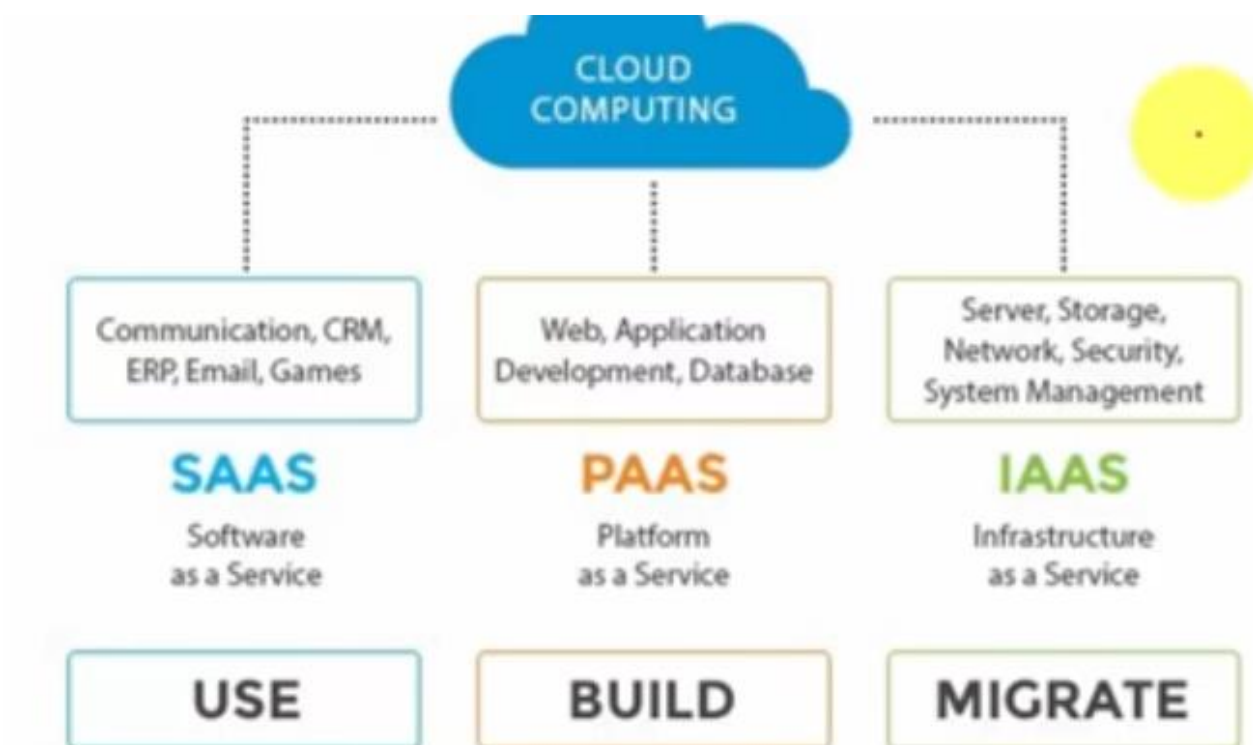 CLOUD
COMPUTING
Communication, CRM,
ERP, Email, Games
Web, Application
Development, Database
Server, Storage,
Network, Security,
System Management
SAAS
PAAS
IAAS
Software
as a Service
Platform
as a Service
Infrastructure
as a Service
USE
BUILD
MIGRATE